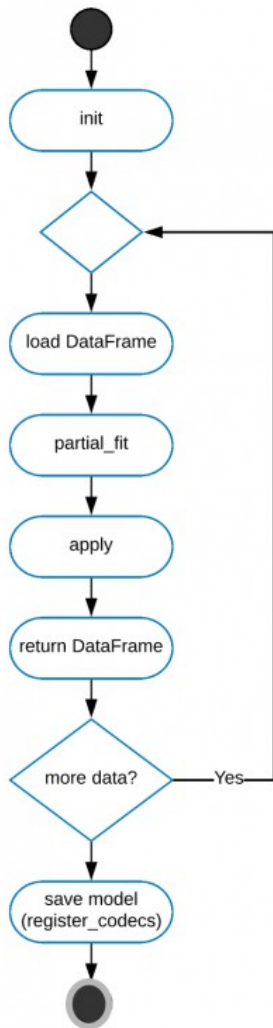 init
load DataFrame
partial_fit
apply
return DataFrame
more data?
Yes
save model
(register_codecs)